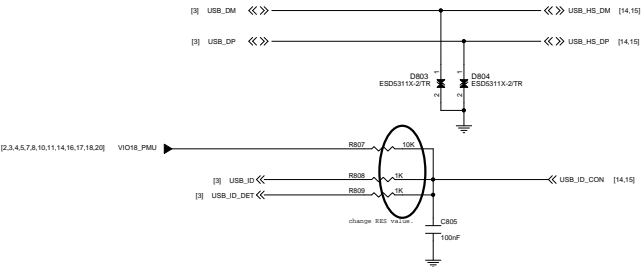 [3] USB_DM USB_HS_DM [14,15]
[3] USB_DP USB_HS_DP [14,15]
1 1
D803 D804
ESD5311X-2/TR ESD5311X-2/TR
2 2
[2,3,4,5,7,8,10,11,14,16,17,18,20] VIO18_PMU R807 10K
[3] USB_ID R808 1K USB_ID_CON [14,15]
[3] USB_ID_DET R809 1K
change RES value.
C805
100nF